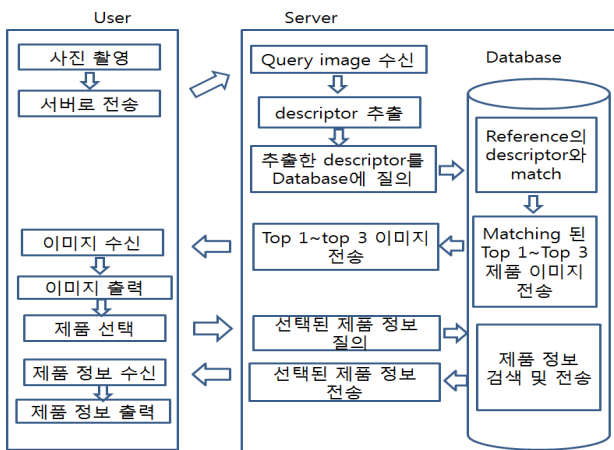 User
Server
Database
사진 촬영
서버로 전송
Query image 수신
descriptor 추출
추출한 descriptor를
Database에 질의
Reference의
descriptor와
match
Matching 된
Top 1~Top 3
제품 이미지
전송
Top 1~top 3 이미지
전송
이미지 수신
이미지 출력
제품 선택
선택된 제품 정보
질의
제품 정보
검색 및 전송
선택된 제품 정보
전송
제품 정보 수신
제품 정보 출력